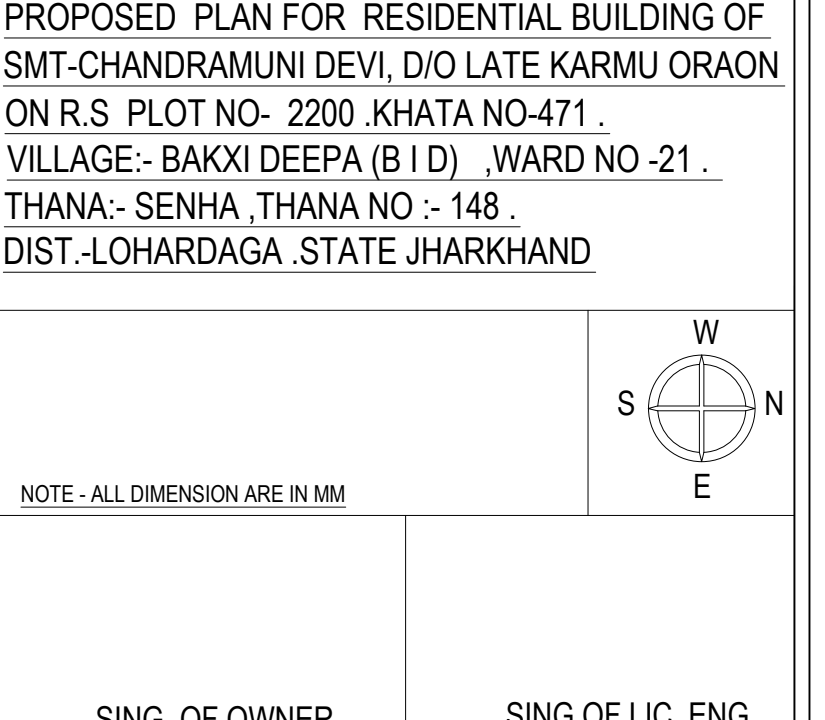 PROPOSED PLAN FOR RESIDENTIAL BUILDING OF
SMT-CHANDRAMUNI DEVI, D/O LATE KARMU ORAON
ON R.S PLOT NO- 2200 .KHATA NO-471 .
VILLAGE:- BAKXI DEEPA (B I D) ,WARD NO -21 .
THANA:- SENHA ,THANA NO :- 148 .
DIST.-LOHARDAGA .STATE JHARKHAND
W
S N
E
NOTE - ALL DIMENSION ARE IN MM
SING. OF OWNER SING.OF LIC. ENG.